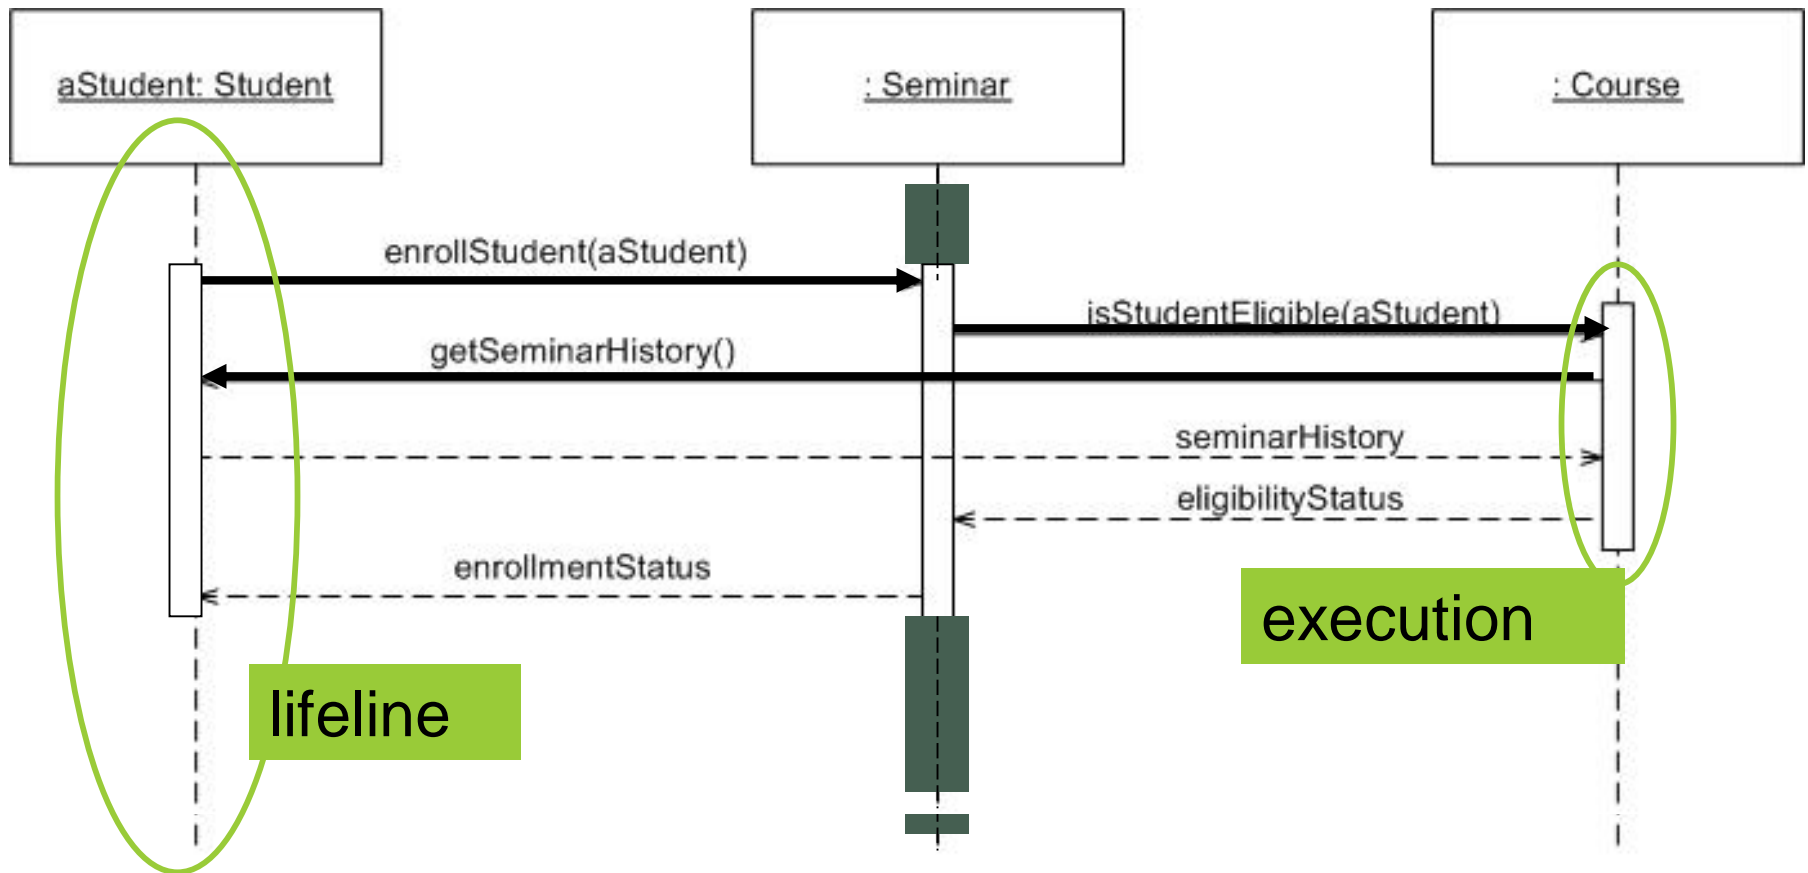 aStudent: Student
: Seminar
: Course
enrollStudent(aStudent)
isStudentEligible(aStudent)
getSeminarHistory()
seminarHistory
eligibilityStatus
enrollmentStatus
execution
lifeline